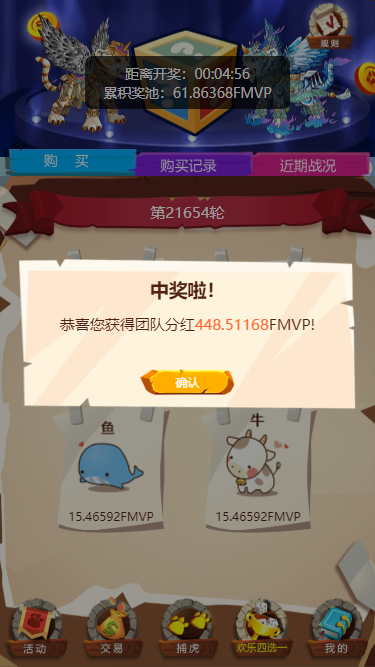 规则
距离开奖：00:04:56
累积奖池：61.86368FMVP
购 买
购买记录
近期战况
第21654轮
中奖啦！
恭喜您获得团队分红448.51168FMVP!
确认
鱼
牛
15.46592FMVP
15.46592FMVP
活动
交易
捕虎
欢乐四选一
我的